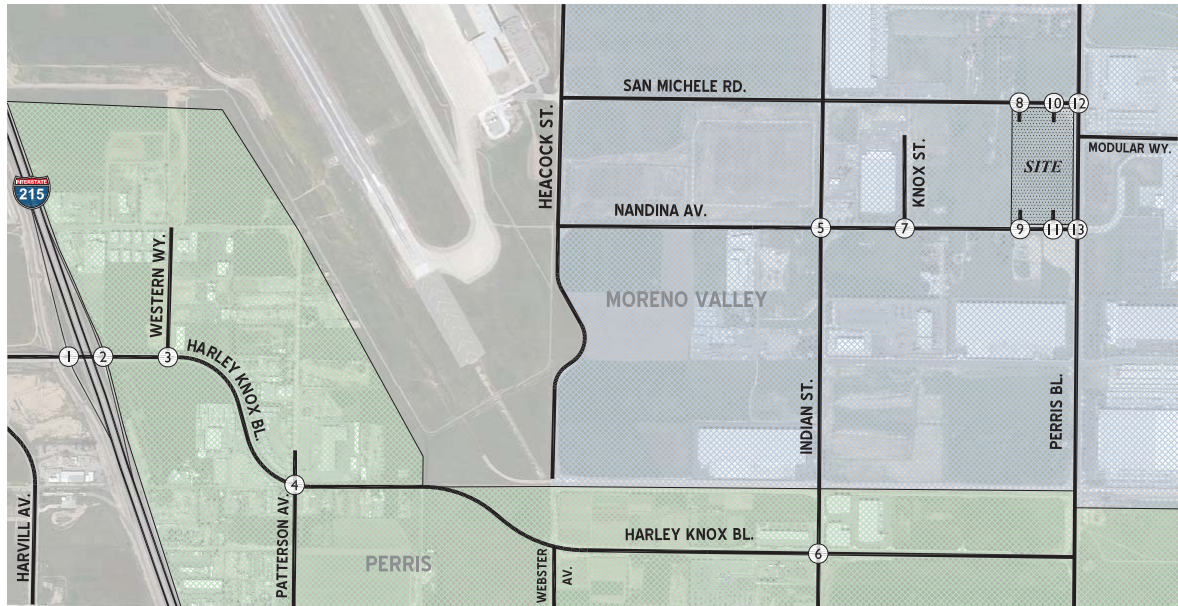 SAN MICHELE RD.
8
10
12
MODULAR WY.
SITE
KNOX ST.
HEACOCK ST.
INTERSTATE
215
NANDINA AV.
5
7
9
11
13
WESTERN WY.
MORENO VALLEY
1
2
3
HARLEY KNOX BL.
INDIAN ST.
PERRIS BL.
4
HARVILL AV.
PATTERSON AV.
PERRIS
WEBSTER
AV.
HARLEY KNOX BL.
6